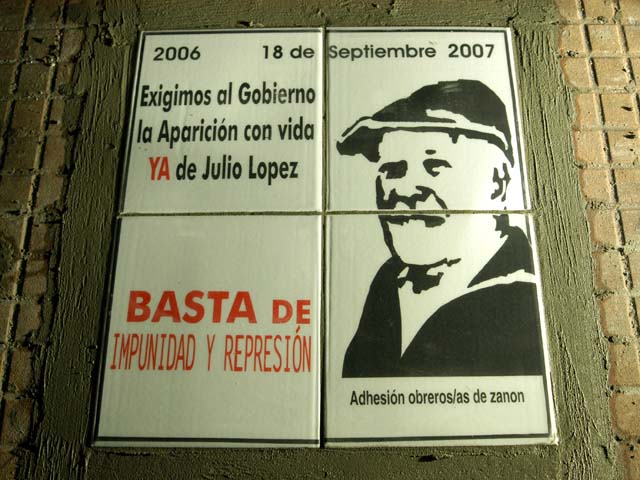 2006 18 de Septiembre 2007
Exigimos al Gobierno
la Aparición con vida
YA de Julio Lopez
BASTA DE
IMPUNIDAD Y REPRESIÓN
Adhesión obreros/as de zanon